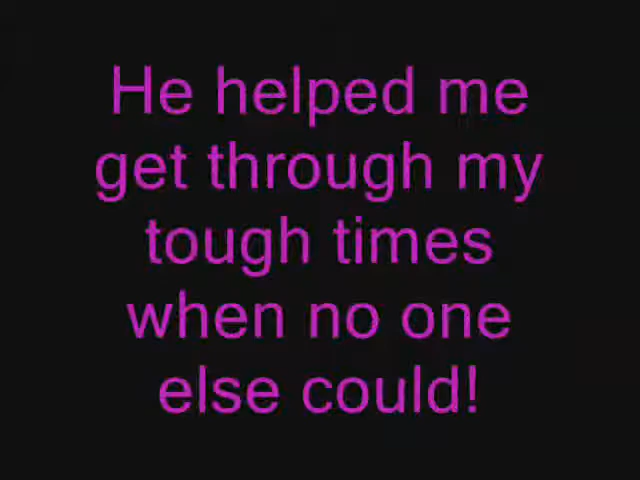 He helped me
get through my
tough times
when no one
else could!